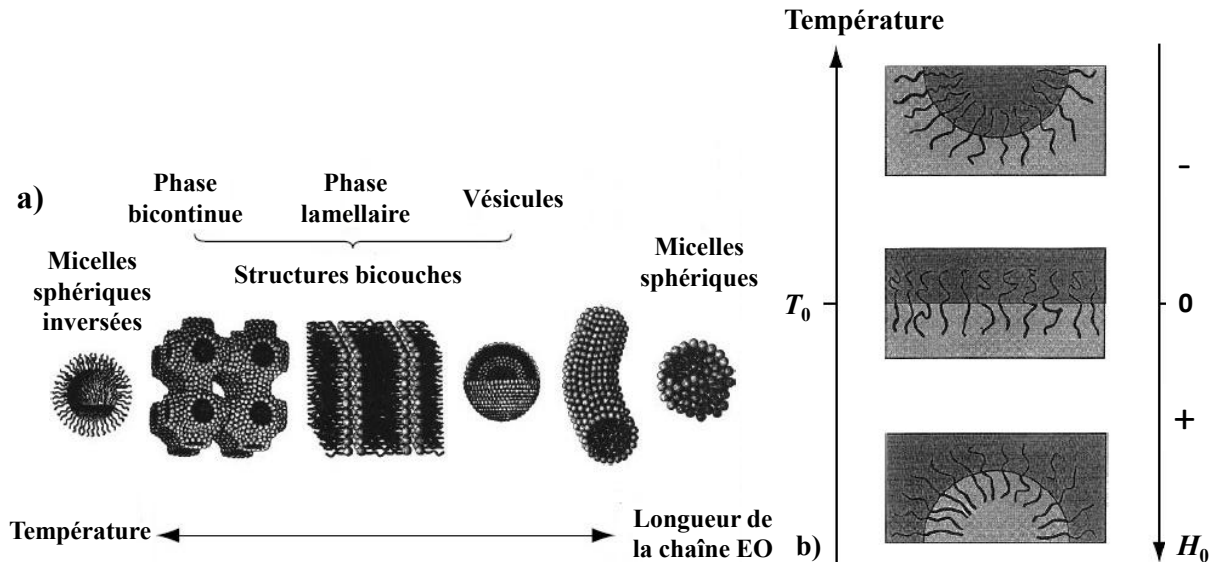 a)
Phase
bicontinue
Phase
lamellaire
Vésicules
Structures bicouches
Micelles
sphériques
inversées
Micelles
sphériques
Température
Longueur de
la chaîne EO
b)
Température
T₀
-
0
+
H₀